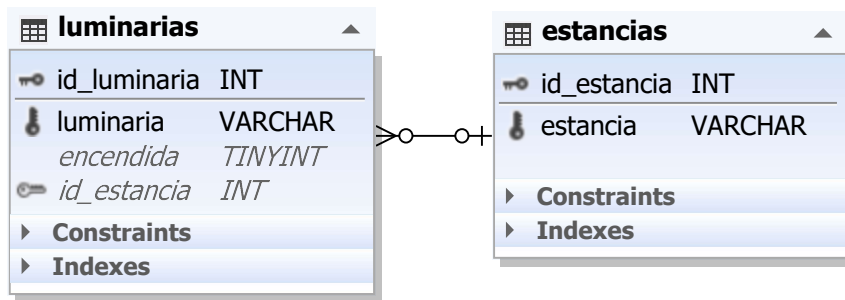 luminarias
id_luminaria INT
luminaria VARCHAR
encendida TINYINT
id_estancia INT
Constraints
Indexes
estancias
id_estancia INT
estancia VARCHAR
Constraints
Indexes